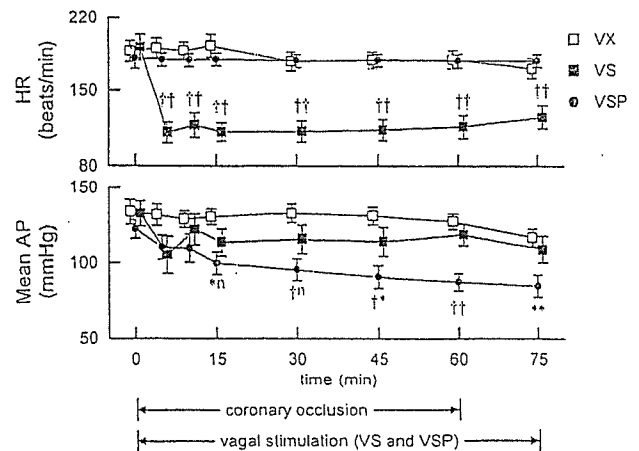 220
150
80
HR
(beats/min)
†† †† †† †† †† †† ††
VX
VS
VSP
150
100
50
Mean AP
(mmHg)
*n †n †* †† **
0 15 30 45 60 75
time (min)
coronary occlusion
vagal stimulation (VS and VSP)